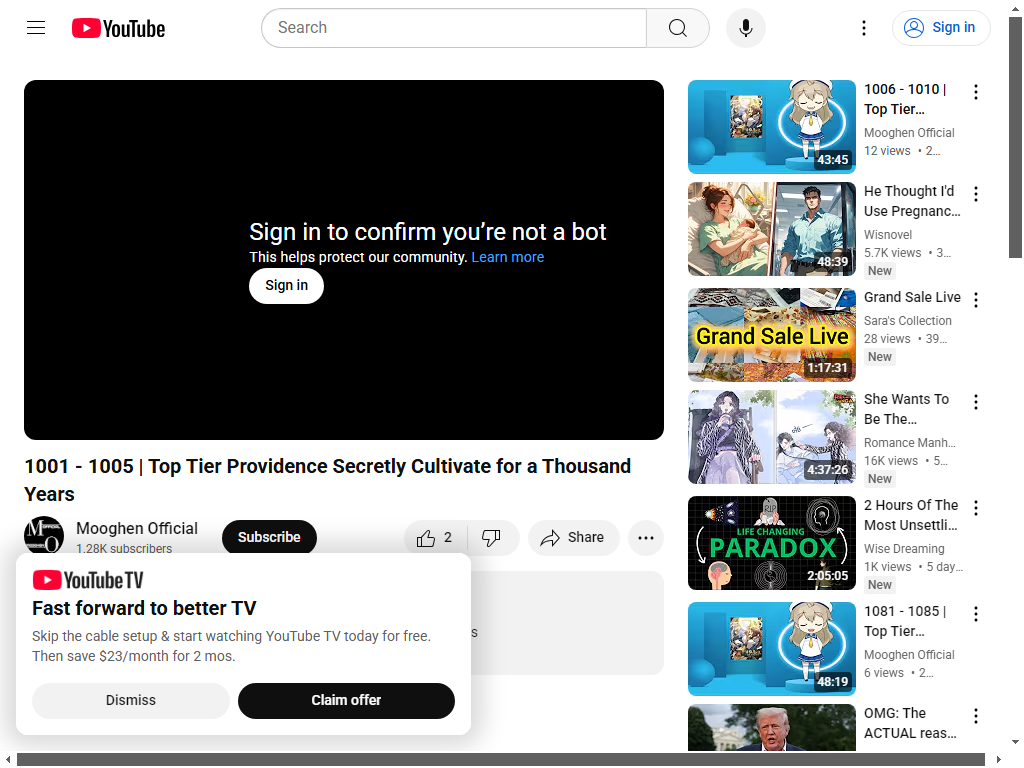 YouTube
Search
Sign in
Sign in to confirm you’re not a bot
This helps protect our community. Learn more
Sign in
1001 - 1005 | Top Tier Providence Secretly Cultivate for a Thousand
Years
Mooghen Official
1.28K subscribers
Subscribe
2
Share
YouTube TV
Fast forward to better TV
Skip the cable setup & start watching YouTube TV today for free.
Then save $23/month for 2 mos.
Dismiss
Claim offer
43:45
1006 - 1010 |
Top Tier…
Mooghen Official
12 views • 2…
48:39
He Thought I'd
Use Pregnanc…
Wisnovel
5.7K views • 3…
New
Grand Sale Live
1:17:31
Grand Sale Live
Sara's Collection
28 views • 39…
New
4:37:26
She Wants To
Be The…
Romance Manh…
16K views • 5…
New
RIP
LIFE CHANGING
PARADOX
2:05:05
2 Hours Of The
Most Unsettli…
Wise Dreaming
1K views • 5 day…
New
48:19
1081 - 1085 |
Top Tier…
Mooghen Official
6 views • 2…
OMG: The
ACTUAL reas…